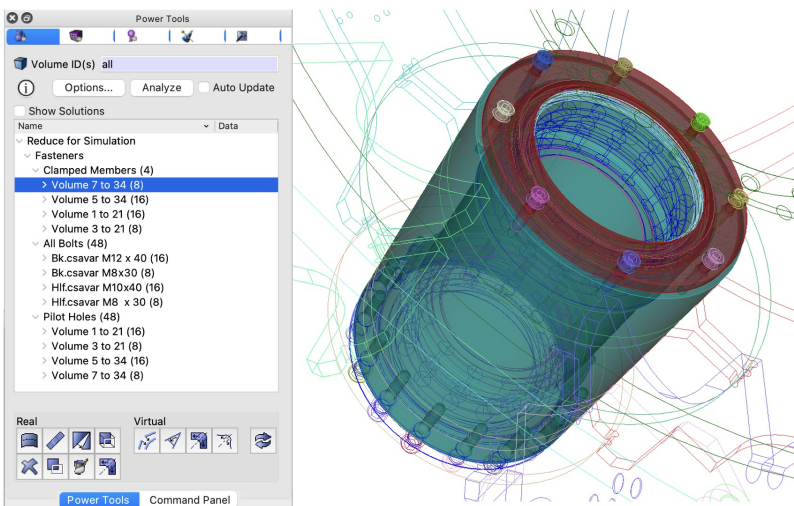 Power Tools
Volume ID(s) all
Options... Analyze Auto Update
Show Solutions
Name Data
Reduce for Simulation
Fasteners
Clamped Members (4)
Volume 7 to 34 (8)
Volume 5 to 34 (16)
Volume 1 to 21 (16)
Volume 3 to 21 (8)
All Bolts (48)
Bk.csavar M12 x 40 (16)
Bk.csavar M8x30 (8)
Hlf.csavar M10x40 (16)
Hlf.csavar M8 x 30 (8)
Pilot Holes (48)
Volume 1 to 21 (16)
Volume 3 to 21 (8)
Volume 5 to 34 (16)
Volume 7 to 34 (8)
Real Virtual
Power Tools Command Panel